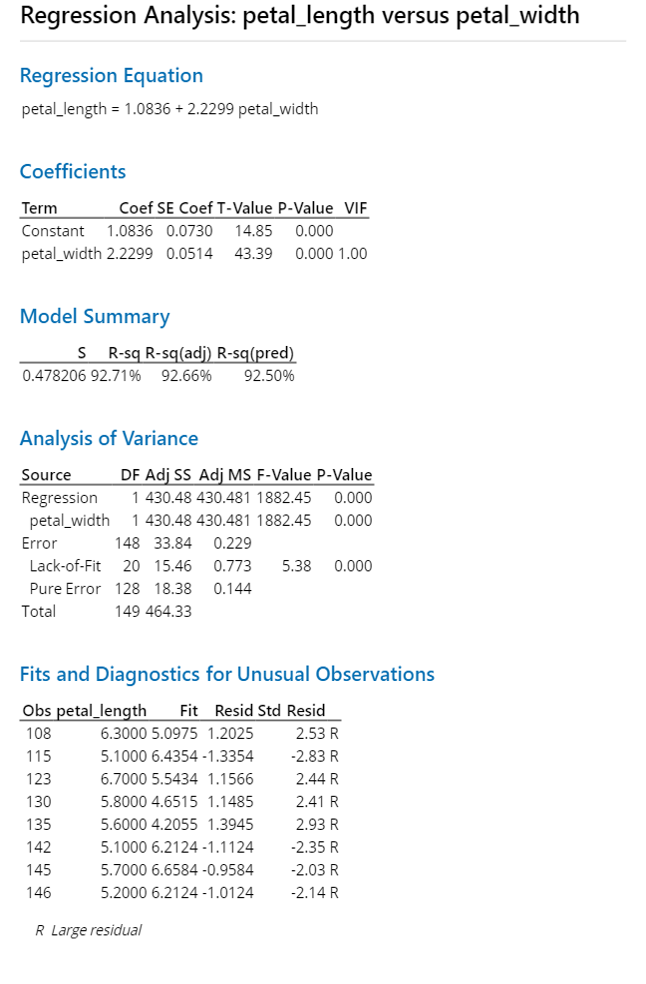 Regression Analysis: petal_length versus petal_width
Regression Equation
petal_length = 1.0836 + 2.2299 petal_width
Coefficients
Term Coef SE Coef T-Value P-Value VIF
Constant 1.0836 0.0730 14.85 0.000
petal_width 2.2299 0.0514 43.39 0.000 1.00
Model Summary
S R-sq R-sq(adj) R-sq(pred)
0.478206 92.71% 92.66% 92.50%
Analysis of Variance
Source DF Adj SS Adj MS F-Value P-Value
Regression 1 430.48 430.481 1882.45 0.000
petal_width 1 430.48 430.481 1882.45 0.000
Error 148 33.84 0.229
Lack-of-Fit 20 15.46 0.773 5.38 0.000
Pure Error 128 18.38 0.144
Total 149 464.33
Fits and Diagnostics for Unusual Observations
Obs petal_length Fit Resid Std Resid
108 6.3000 5.0975 1.2025 2.53 R
115 5.1000 6.4354 -1.3354 -2.83 R
123 6.7000 5.5434 1.1566 2.44 R
130 5.8000 4.6515 1.1485 2.41 R
135 5.6000 4.2055 1.3945 2.93 R
142 5.1000 6.2124 -1.1124 -2.35 R
145 5.7000 6.6584 -0.9584 -2.03 R
146 5.2000 6.2124 -1.0124 -2.14 R
R Large residual